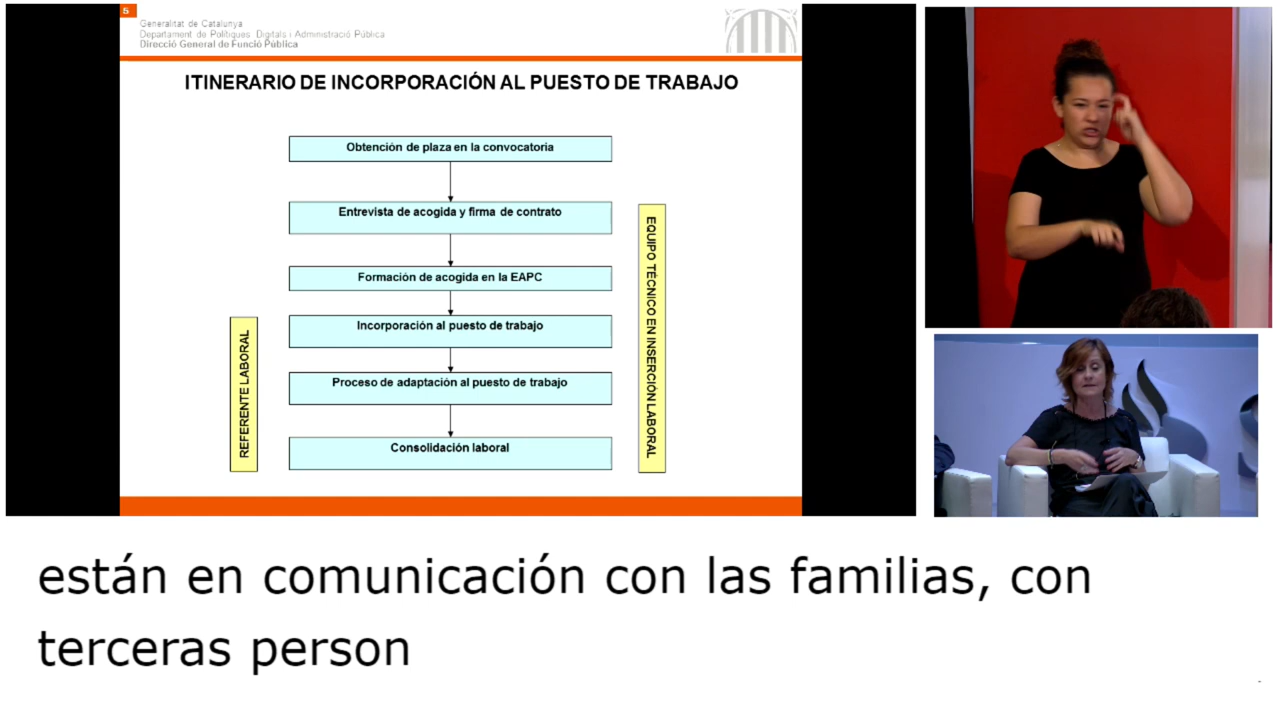 5
Generalitat de Catalunya
Departament de Polítiques Digitals i Administració Pública
Direcció General de Funció Pública
ITINERARIO DE INCORPORACIÓN AL PUESTO DE TRABAJO
Obtención de plaza en la convocatoria
Entrevista de acogida y firma de contrato
Formación de acogida en la EAPC
Incorporación al puesto de trabajo
Proceso de adaptación al puesto de trabajo
Consolidación laboral
REFERENTE LABORAL
EQUIPO TÉCNICO EN INSERCIÓN LABORAL
están en comunicación con las familias, con
terceras person